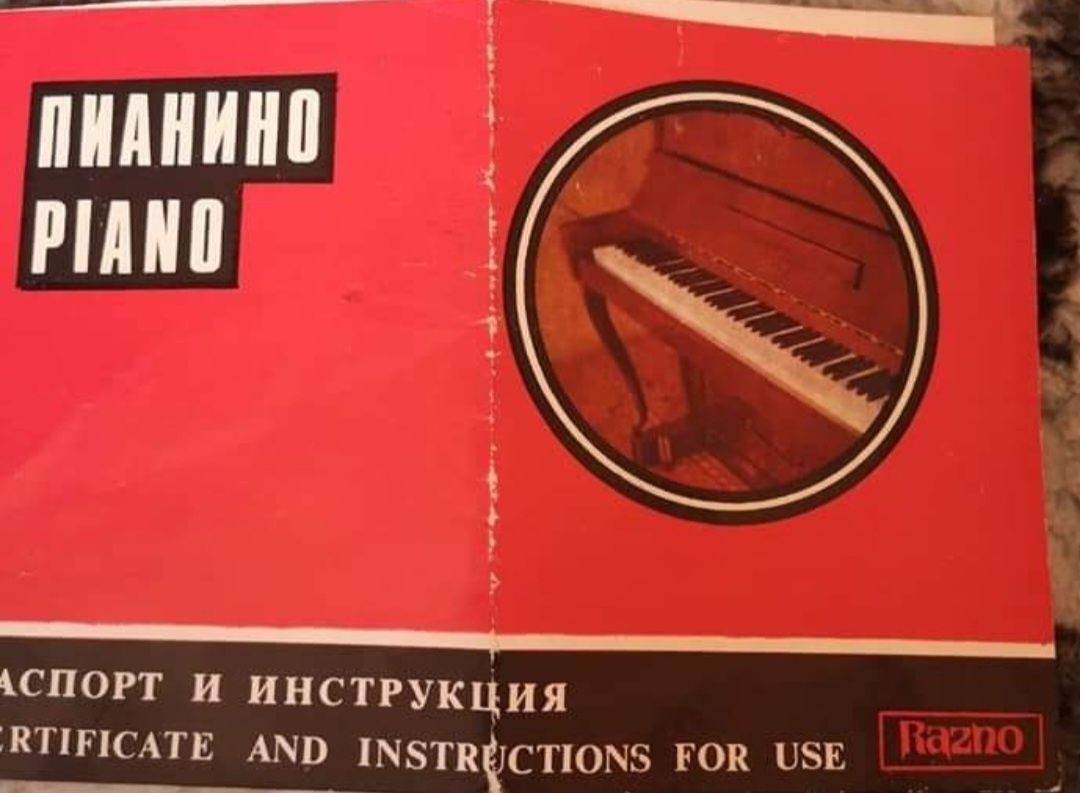 ПИАНИНО
PIANO
АСПОРТ И ИНСТРУКЦИЯ
ERTIFICATE AND INSTRUCTIONS FOR USE
Razno